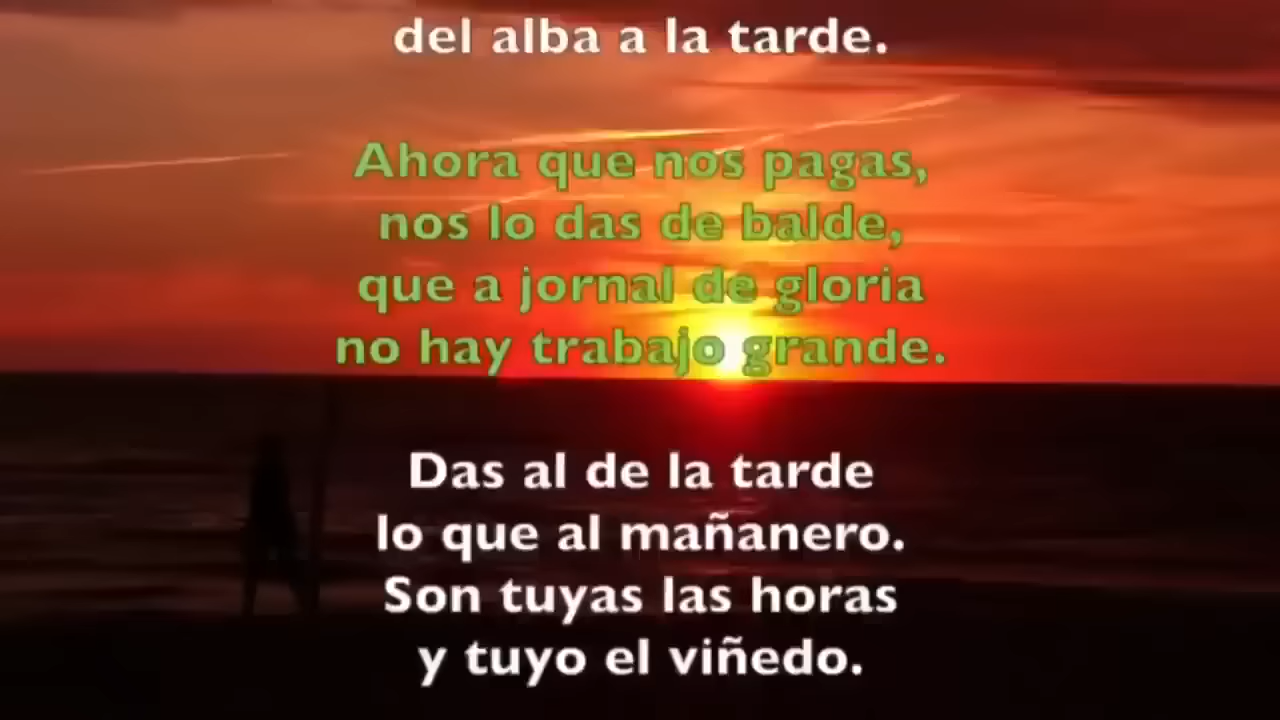 del alba a la tarde.
Ahora que nos pagas,
nos lo das de balde,
que a jornal de gloria
no hay trabajo grande.
Das al de la tarde
lo que al mañanero.
Son tuyas las horas
y tuyo el viñedo.